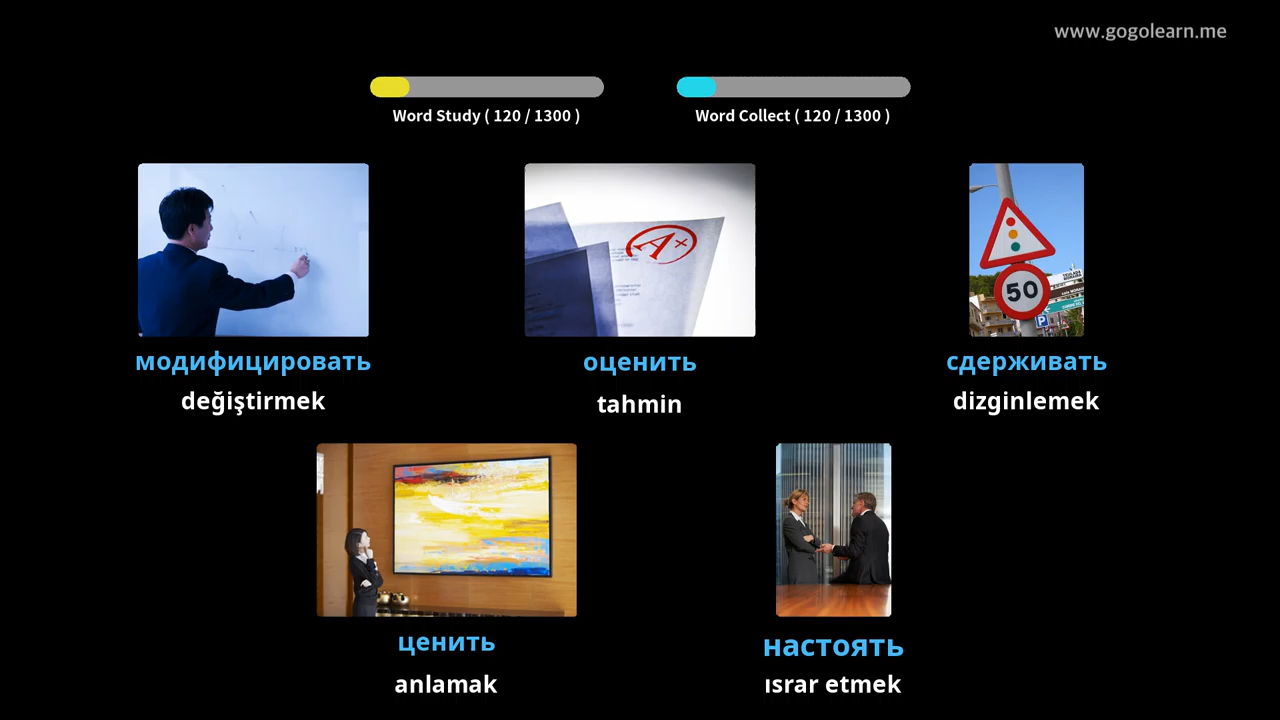 www.gogolearn.me
Word Study ( 120 / 1300 )
Word Collect ( 120 / 1300 )
A+
50
P
модифицировать
оценить
сдерживать
değiştirmek
tahmin
dizginlemek
ценить
настоять
anlamak
ısrar etmek